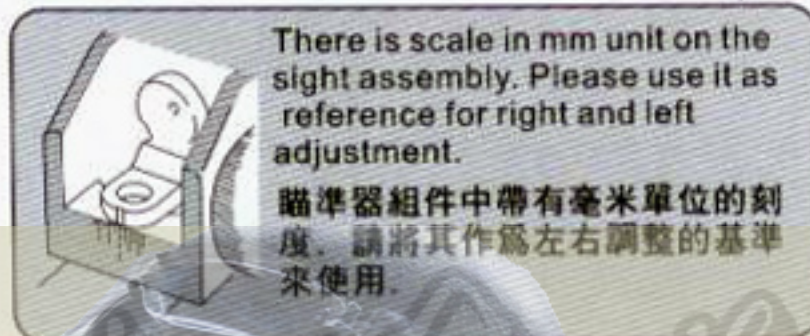 There is scale in mm unit on the
sight assembly. Please use it as
reference for right and left
adjustment.
瞄準器組件中帶有毫米單位的刻
度. 請將其作爲左右調整的基準
來使用.